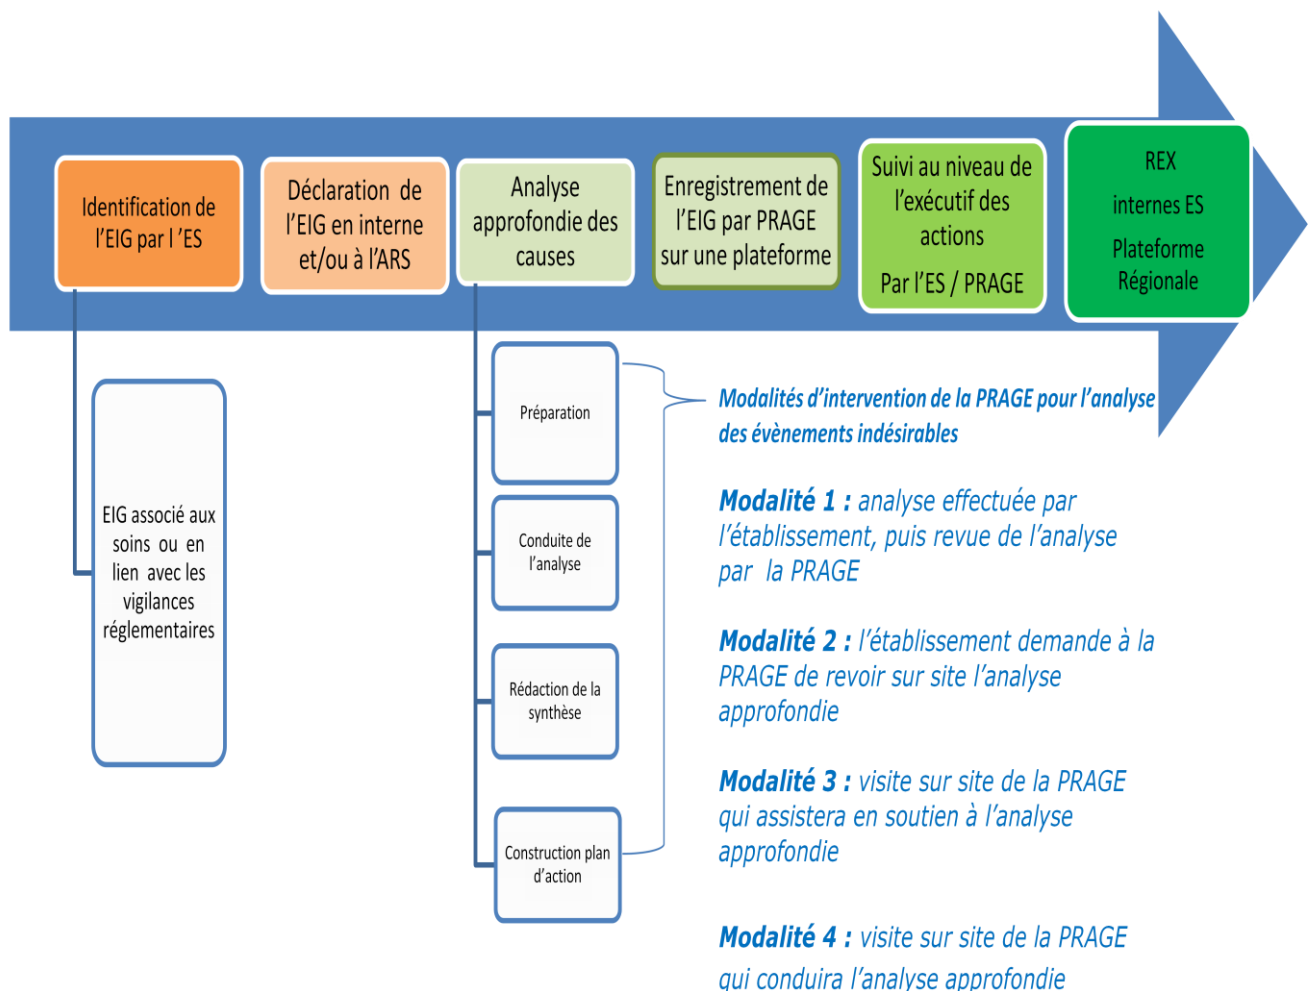 Identification de
l’EIG par l ’ES
Déclaration de
l’EIG en interne
et/ou à l’ARS
Analyse
approfondie des
causes
Enregistrement de
l’EIG par PRAGE
sur une plateforme
Suivi au niveau de
l’exécutif des
actions
Par l’ES / PRAGE
REX
internes ES
Plateforme
Régionale
EIG associé aux
soins ou en
lien avec les
vigilances
réglementaires
Préparation
Conduite de
l’analyse
Rédaction de la
synthèse
Construction plan
d’action
Modalités d’intervention de la PRAGE pour l’analyse
des évènements indésirables
Modalité 1 : analyse effectuée par
l’établissement, puis revue de l’analyse
par la PRAGE
Modalité 2 : l’établissement demande à la
PRAGE de revoir sur site l’analyse
approfondie
Modalité 3 : visite sur site de la PRAGE
qui assistera en soutien à l’analyse
approfondie
Modalité 4 : visite sur site de la PRAGE
qui conduira l’analyse approfondie